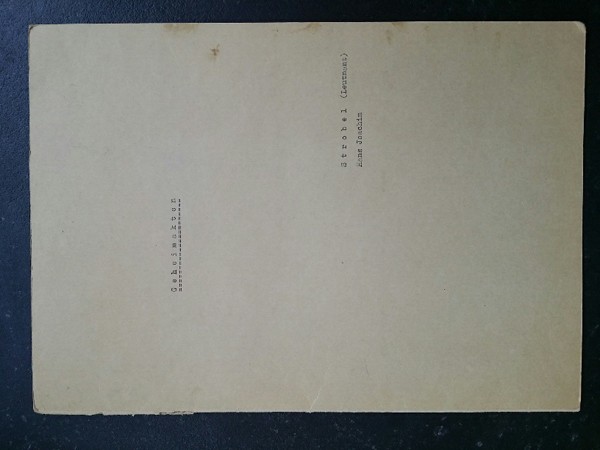 G e h e i m a k t e n
S t r o b e l (Leutnant)
Hans Joachim